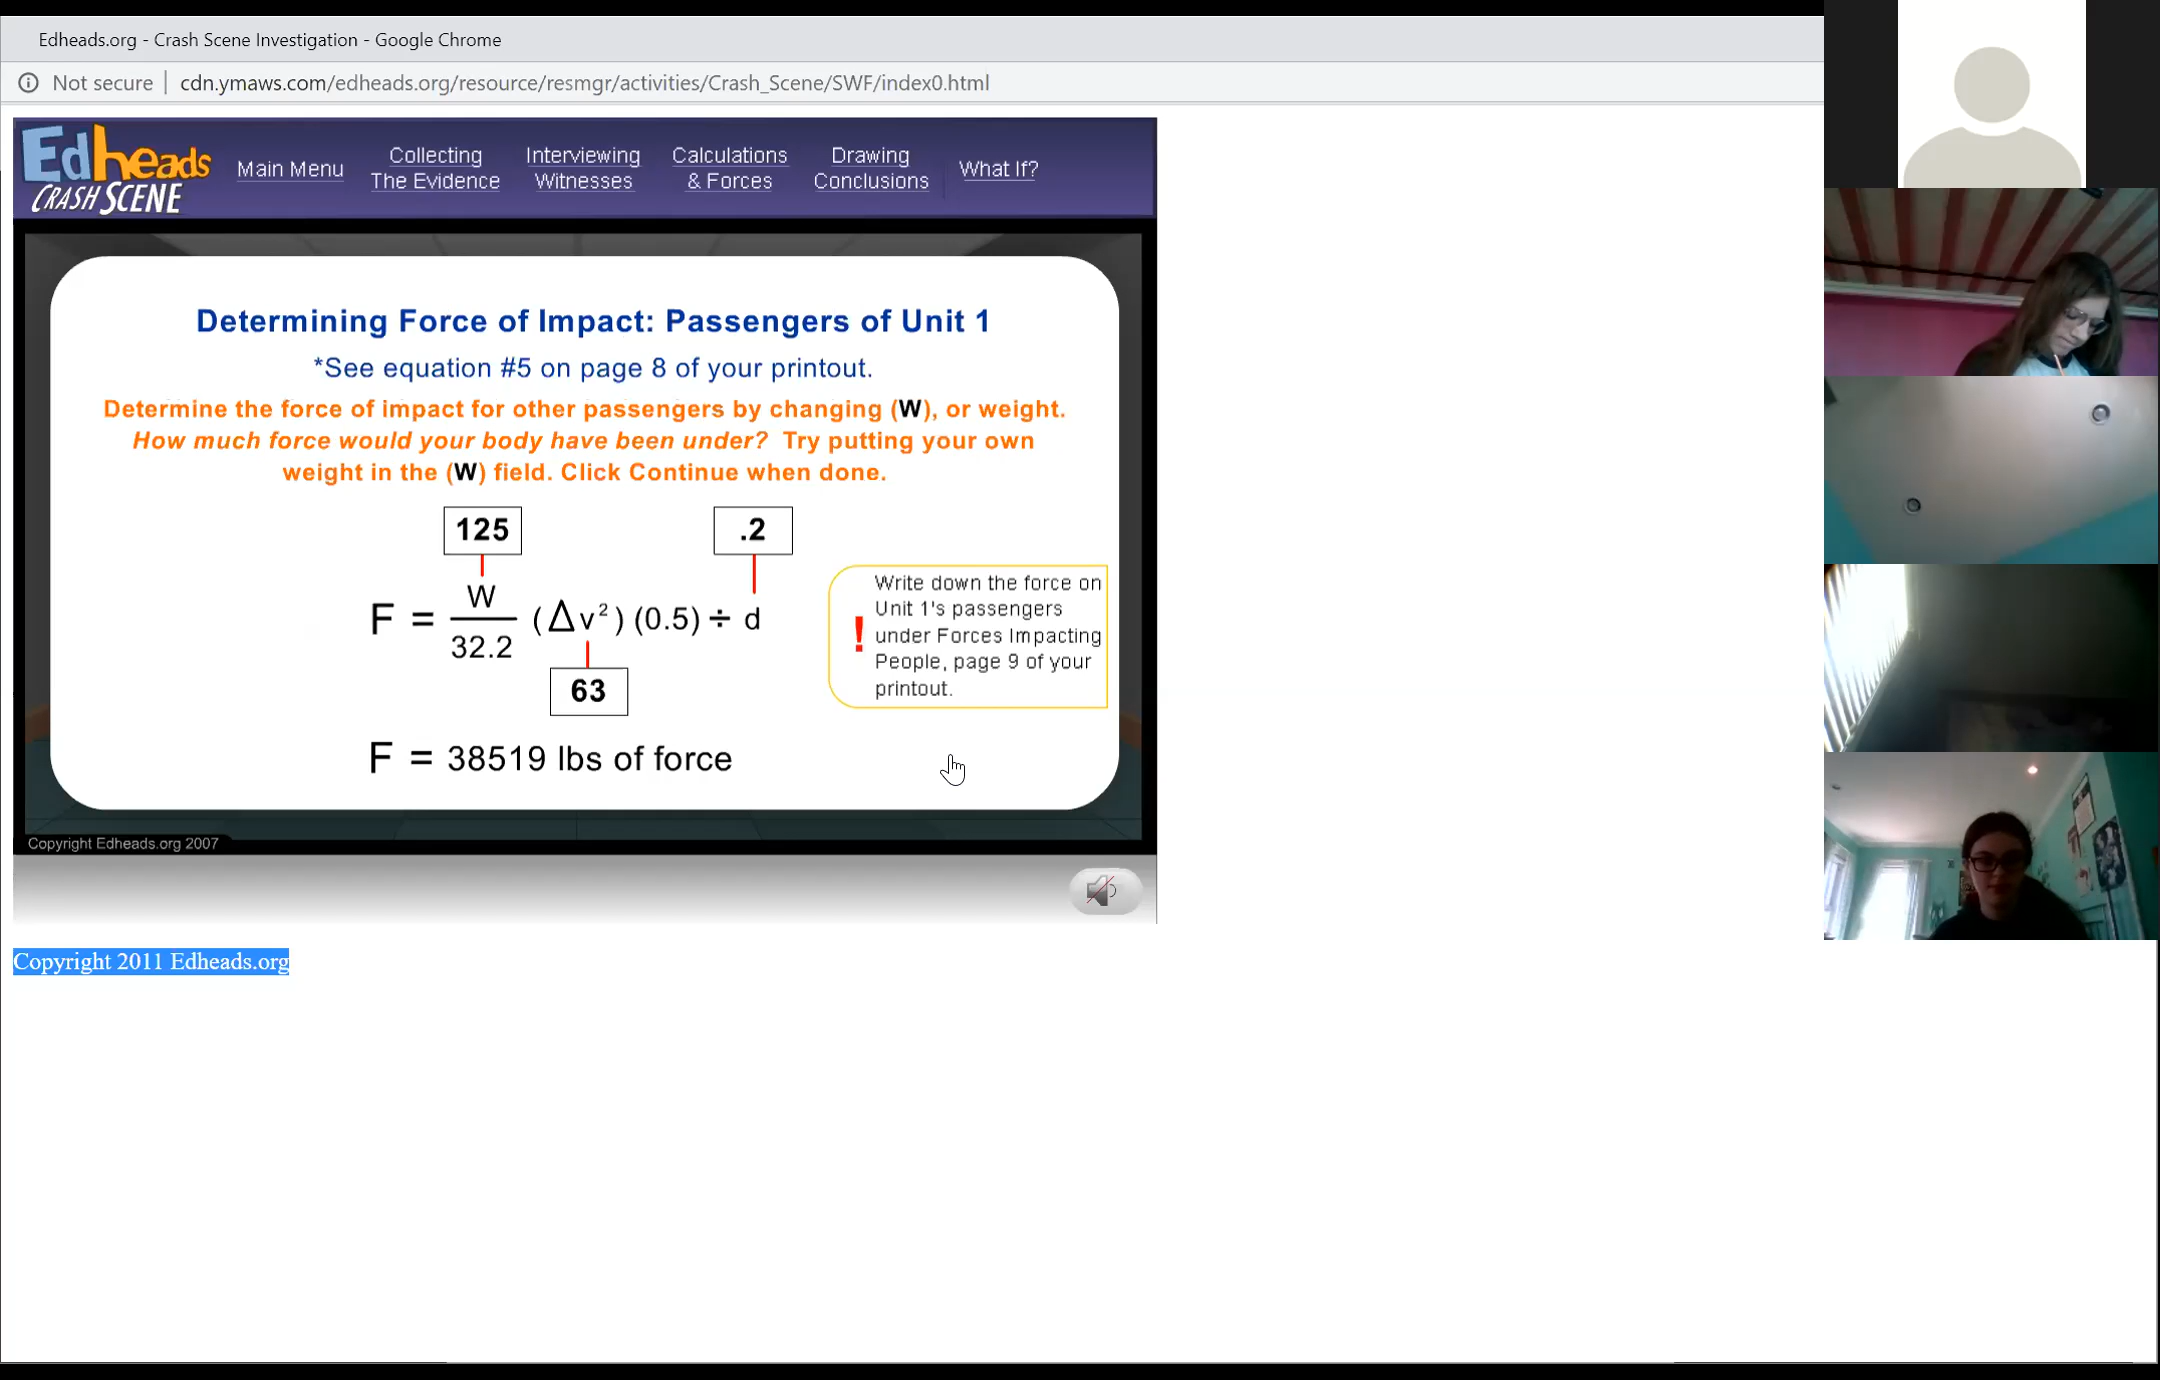 Edheads.org - Crash Scene Investigation - Google Chrome
Not secure | cdn.ymaws.com/edheads.org/resource/resmgr/activities/Crash_Scene/SWF/index0.html
Edheads
CRASH SCENE
Main Menu
Collecting
The Evidence
Interviewing
Witnesses
Calculations
& Forces
Drawing
Conclusions
What If?
Determining Force of Impact: Passengers of Unit 1
*See equation #5 on page 8 of your printout.
Determine the force of impact for other passengers by changing (W), or weight.
How much force would your body have been under? Try putting your own
weight in the (W) field. Click Continue when done.
125
.2
F = W/32.2 (Δv²) (0.5) ÷ d
63
F = 38519 lbs of force
! Write down the force on
Unit 1's passengers
under Forces Impacting
People, page 9 of your
printout.
Copyright Edheads.org 2007
Copyright 2011 Edheads.org